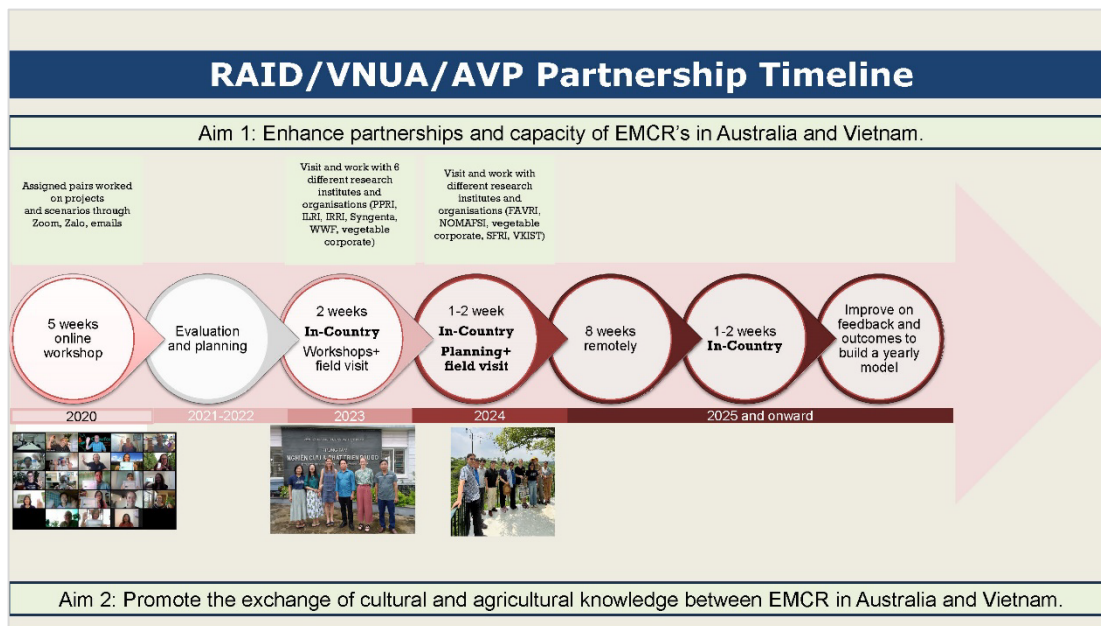 RAID/VNUA/AVP Partnership Timeline
Aim 1: Enhance partnerships and capacity of EMCR's in Australia and Vietnam.
Assigned pairs worked
on projects
and scenarios through
Zoom, Zalo, emails
Visit and work with 6
different research
institutes and
organisations (PPRI,
ILRI, IRRI, Syngenta,
WWF, vegetable
corporate)
Visit and work with
different research
institutes and
organisations (FAVRI,
NOMAFSI, vegetable
corporate, SFRI, VKIST)
5 weeks
online
workshop
Evaluation
and planning
2 weeks
In-Country
Workshops+
field visit
1-2 week
In-Country
Planning+
field visit
8 weeks
remotely
1-2 weeks
In-Country
Improve on
feedback and
outcomes to
build a yearly
model
2020
2021-2022
2023
2024
2025 and onward
Aim 2: Promote the exchange of cultural and agricultural knowledge between EMCR in Australia and Vietnam.